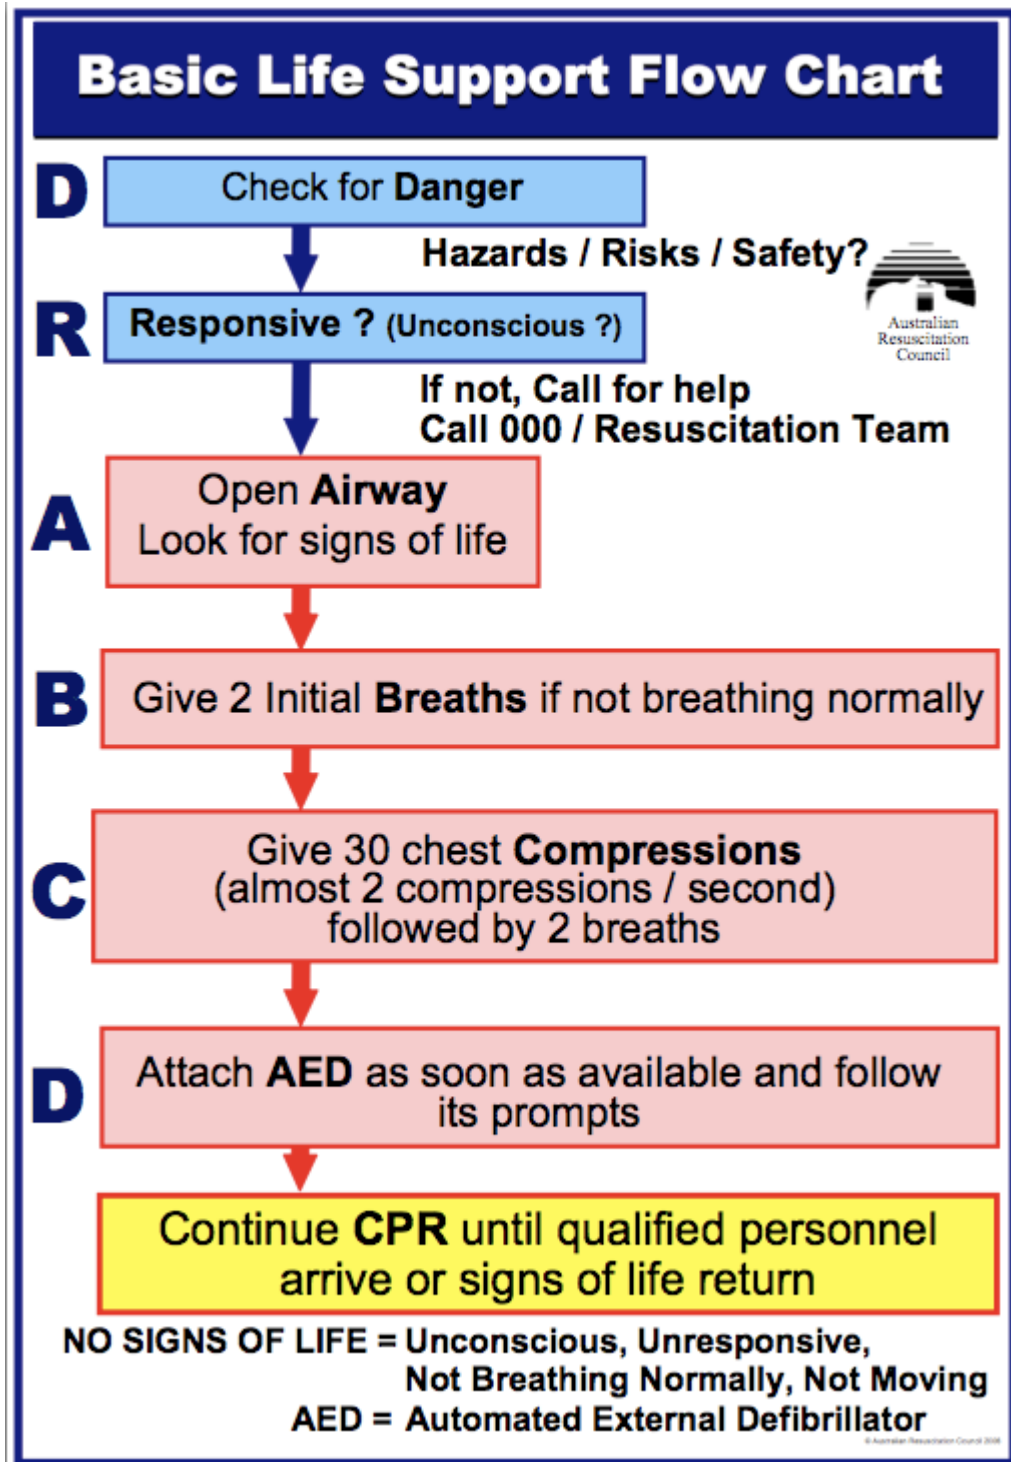 Basic Life Support Flow Chart
D
Check for Danger
Hazards / Risks / Safety?
R
Responsive ? (Unconscious ?)
Australian
Resuscitation
Council
If not, Call for help
Call 000 / Resuscitation Team
A
Open Airway
Look for signs of life
B
Give 2 Initial Breaths if not breathing normally
C
Give 30 chest Compressions
(almost 2 compressions / second)
followed by 2 breaths
D
Attach AED as soon as available and follow
its prompts
Continue CPR until qualified personnel
arrive or signs of life return
NO SIGNS OF LIFE = Unconscious, Unresponsive,
Not Breathing Normally, Not Moving
AED = Automated External Defibrillator
© Australian Resuscitation Council 2006